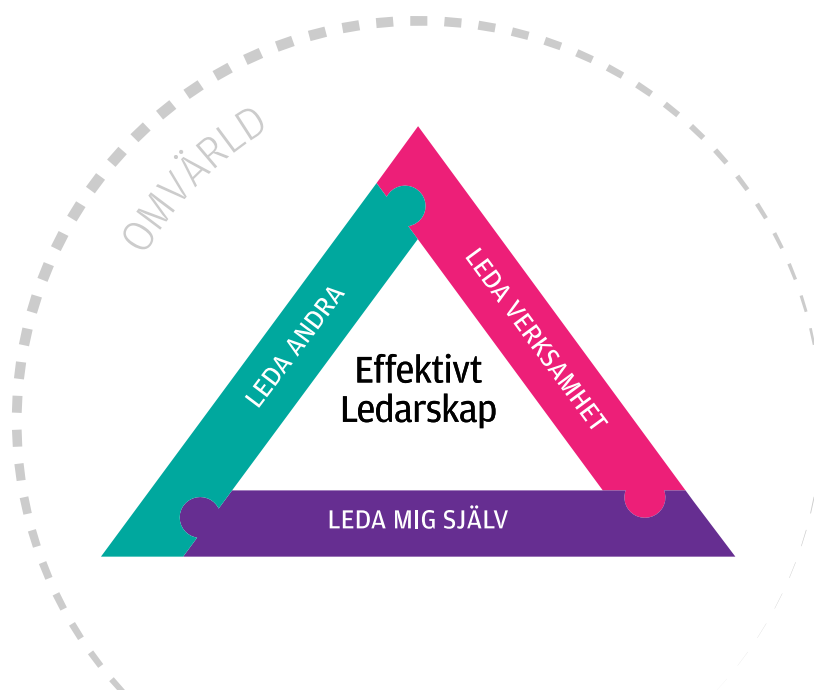 OMVÄRLD
LEDA ANDRA
LEDA VERKSAMHET
Effektivt
Ledarskap
LEDA MIG SJÄLV